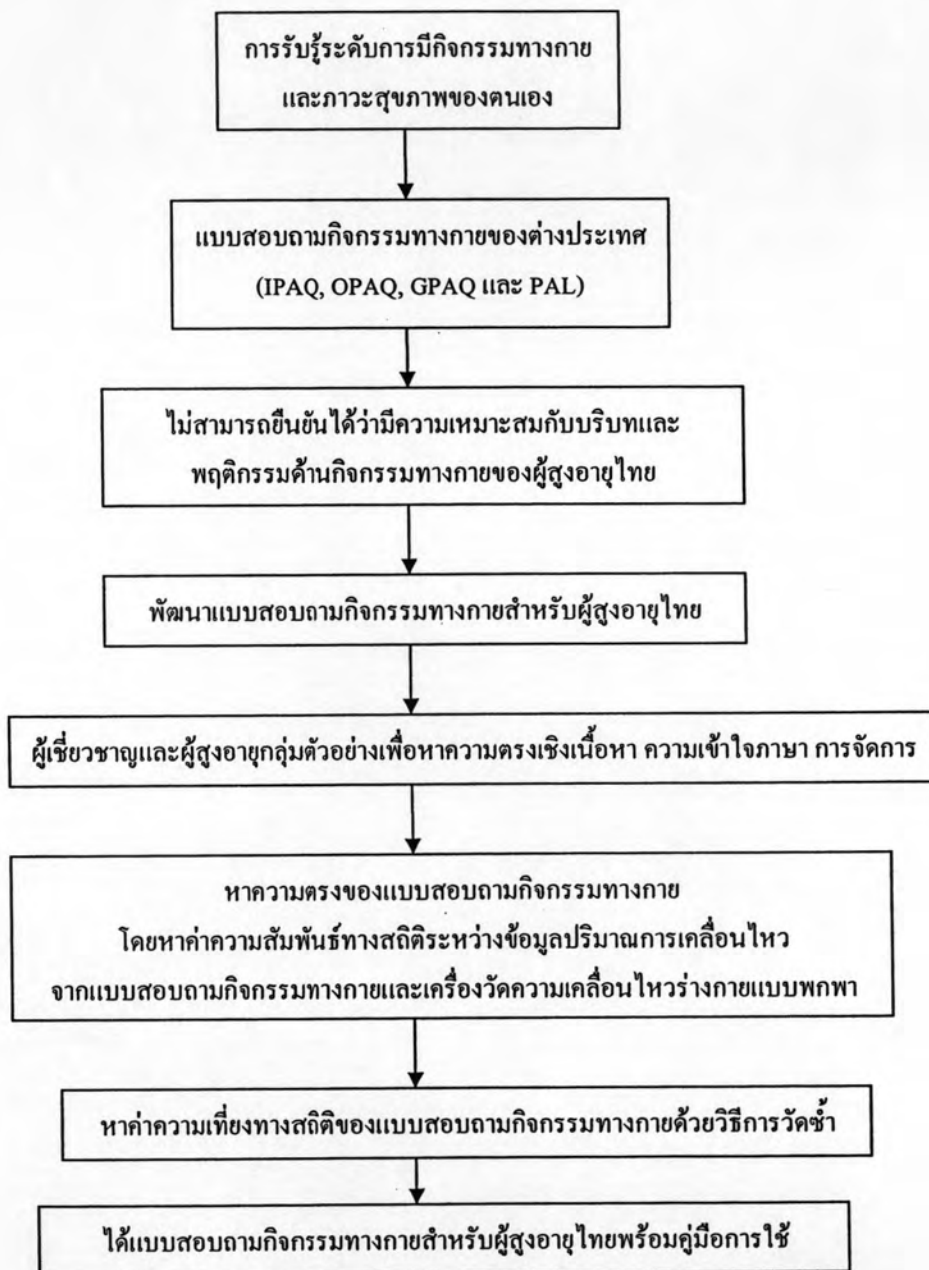 การรับรู้ระดับการมีกิจกรรมทางกาย
และภาวะสุขภาพของตนเอง
แบบสอบถามกิจกรรมทางกายของต่างประเทศ
(IPAQ, OPAQ, GPAQ และ PAL)
ไม่สามารถยืนยันได้ว่ามีความเหมาะสมกับบริบทและ
พฤติกรรมด้านกิจกรรมทางกายของผู้สูงอายุไทย
พัฒนาแบบสอบถามกิจกรรมทางกายสำหรับผู้สูงอายุไทย
ผู้เชี่ยวชาญและผู้สูงอายุกลุ่มตัวอย่างเพื่อหาความตรงเชิงเนื้อหา ความเข้าใจภาษา การจัดการ
หาความตรงของแบบสอบถามกิจกรรมทางกาย
โดยหาค่าความสัมพันธ์ทางสถิติระหว่างข้อมูลปริมาณการเคลื่อนไหว
จากแบบสอบถามกิจกรรมทางกายและเครื่องวัดความเคลื่อนไหวร่างกายแบบพกพา
หาค่าความเที่ยงทางสถิติของแบบสอบถามกิจกรรมทางกายด้วยวิธีการวัดซ้ำ
ได้แบบสอบถามกิจกรรมทางกายสำหรับผู้สูงอายุไทยพร้อมคู่มือการใช้